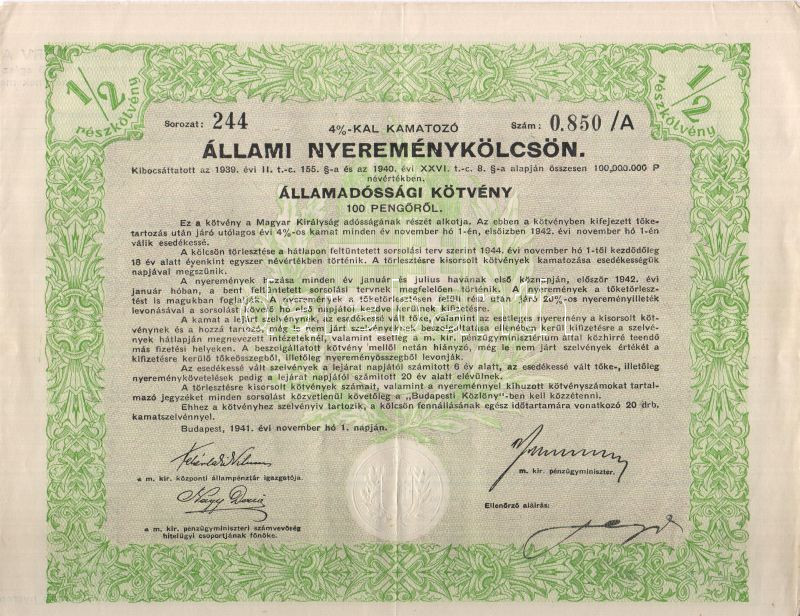 1/2 részkötvény
1/2 részkötvény
Sorozat: 244
4%-KAL KAMATOZÓ
Szám: 0.850 /A
ÁLLAMI NYEREMÉNYKÖLCSÖN.
Kibocsáttatott az 1939. évi II. t.-c. 155. §-a és az 1940. évi XXVI. t.-c. 8. §-a alapján összesen 100,000.000 P
névértékben.
ÁLLAMADÓSSÁGI KÖTVÉNY
100 PENGŐRŐL.
Ez a kötvény a Magyar Királyság adósságának részét alkotja. Az ebben a kötvényben kifejezett tőke-
tartozás után járó utólagos évi 4%-os kamat minden év november hó 1-én, elsőízben 1942. évi november hó 1-én
válik esedékessé.
A kölcsön törlesztése a hátlapon feltüntetett sorsolási terv szerint 1944. évi november hó 1-től kezdődőleg
18 év alatt évenkint egyszer névértékben történik. A törlesztésre kisorsolt kötvények kamatozása esedékességük
napjával megszünik.
A nyeremények húzása minden év január és julius havának első köznapján, először 1942. évi
január hóban, a bent feltüntetett sorsolási tervnek megfelelően történik. A nyeremények a tőketörlesz-
tést is magukban foglalják. A nyeremények a tőketörlesztésen felüli rész után járó 20%-os nyereményilleték
levonásával a sorsolást követő hó első napjától kezdve kerülnek kifizetésre.
A kamat a lejárt szelvénynek, az esedékessé vált tőke, valamint az esetleges nyeremény a kisorsolt köt-
vénynek és a hozzá tartozó, még le nem járt szelvényeknek beszolgáltatása ellenében kerül kifizetésre a szelvé-
nyek hátlapján megnevezett intézeteknél, valamint esetleg a m. kir. pénzügyminisztérium által közhirré teendő
más fizetési helyeken. A beszolgáltatott kötvény mellől netán hiányzó, még le nem járt szelvények értékét a
kifizetésre kerülő tőkeösszegből, illetőleg nyereményösszegből levonják.
Az esedékessé vált szelvények a lejárat napjától számított 6 év alatt, az esedékessé vált tőke-, illetőleg
nyereménykövetelések pedig a lejárat napjától számított 20 év alatt elévülnek.
A törlesztésre kisorsolt kötvények számait, valamint a nyereménnyel kihuzott kötvényszámokat tartal-
mazó jegyzéket minden sorsolást közvetlenül követőleg a „Budapesti Közlöny"-ben kell közzétenni.
Ehhez a kötvényhez szelvényív tartozik, a kölcsön fennállásának egész időtartamára vonatkozó 20 drb.
kamatszelvénnyel.
Budapest, 1941. évi november hó 1. napján.
a m. kir. központi állampénztár igazgatója.
m. kir. pénzügyminiszter.
Nagy
Ellenőrző aláírás:
a m. kir. pénzügyminiszteri számvevőség
hitelügyi csoportjának főnöke.